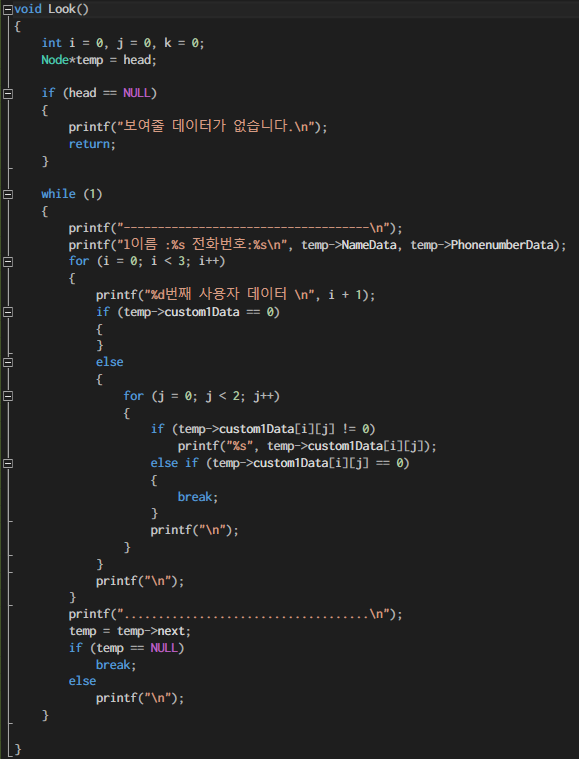 void Look()
{
    int i = 0, j = 0, k = 0;
    Node*temp = head;
    if (head == NULL)
    {
        printf("보여줄 데이터가 없습니다.\n");
        return;
    }
    while (1)
    {
        printf("------------------------------------\n");
        printf("1이름 :%s 전화번호:%s\n", temp->NameData, temp->PhonenumberData);
        for (i = 0; i < 3; i++)
        {
            printf("%d번째 사용자 데이터 \n", i + 1);
            if (temp->custom1Data == 0)
            {
            }
            else
            {
                for (j = 0; j < 2; j++)
                {
                    if (temp->custom1Data[i][j] != 0)
                        printf("%s", temp->custom1Data[i][j]);
                    else if (temp->custom1Data[i][j] == 0)
                    {
                        break;
                    }
                    printf("\n");
                }
            }
            printf("\n");
        }
        printf("....................................\n");
        temp = temp->next;
        if (temp == NULL)
            break;
        else
            printf("\n");
    }
}